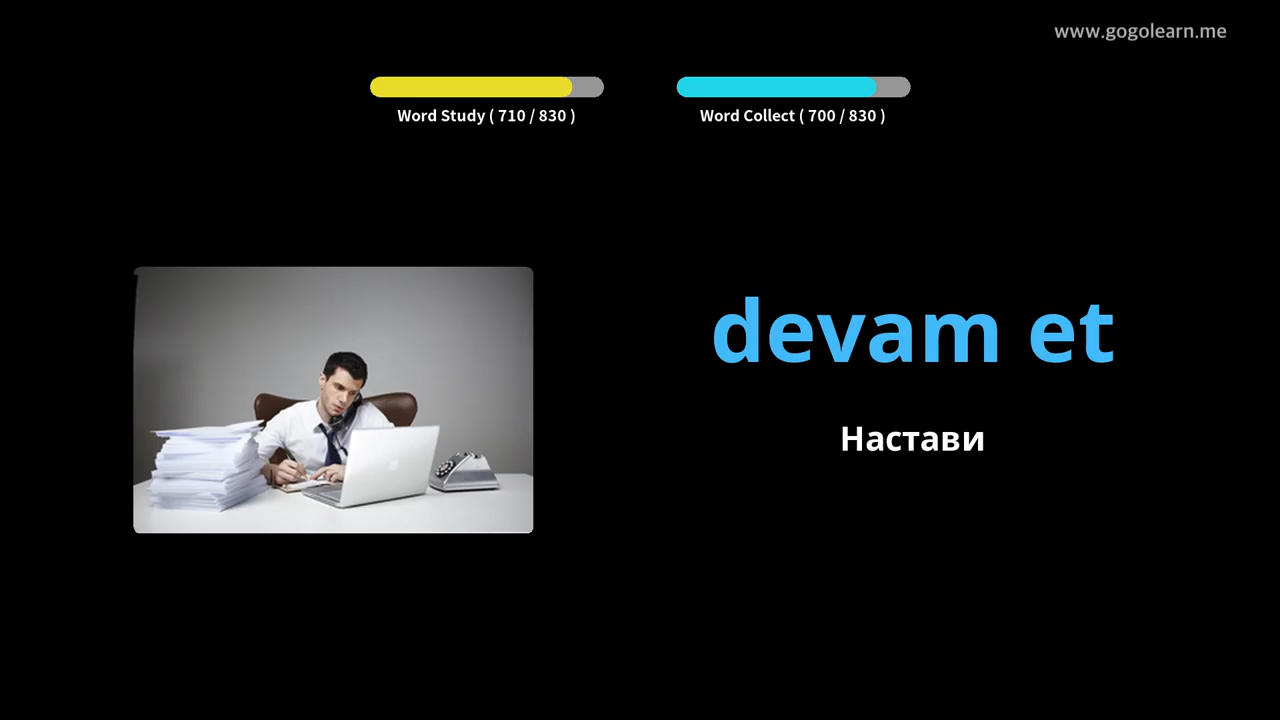 www.gogolearn.me
Word Study ( 710 / 830 )
Word Collect ( 700 / 830 )
devam et
Настави